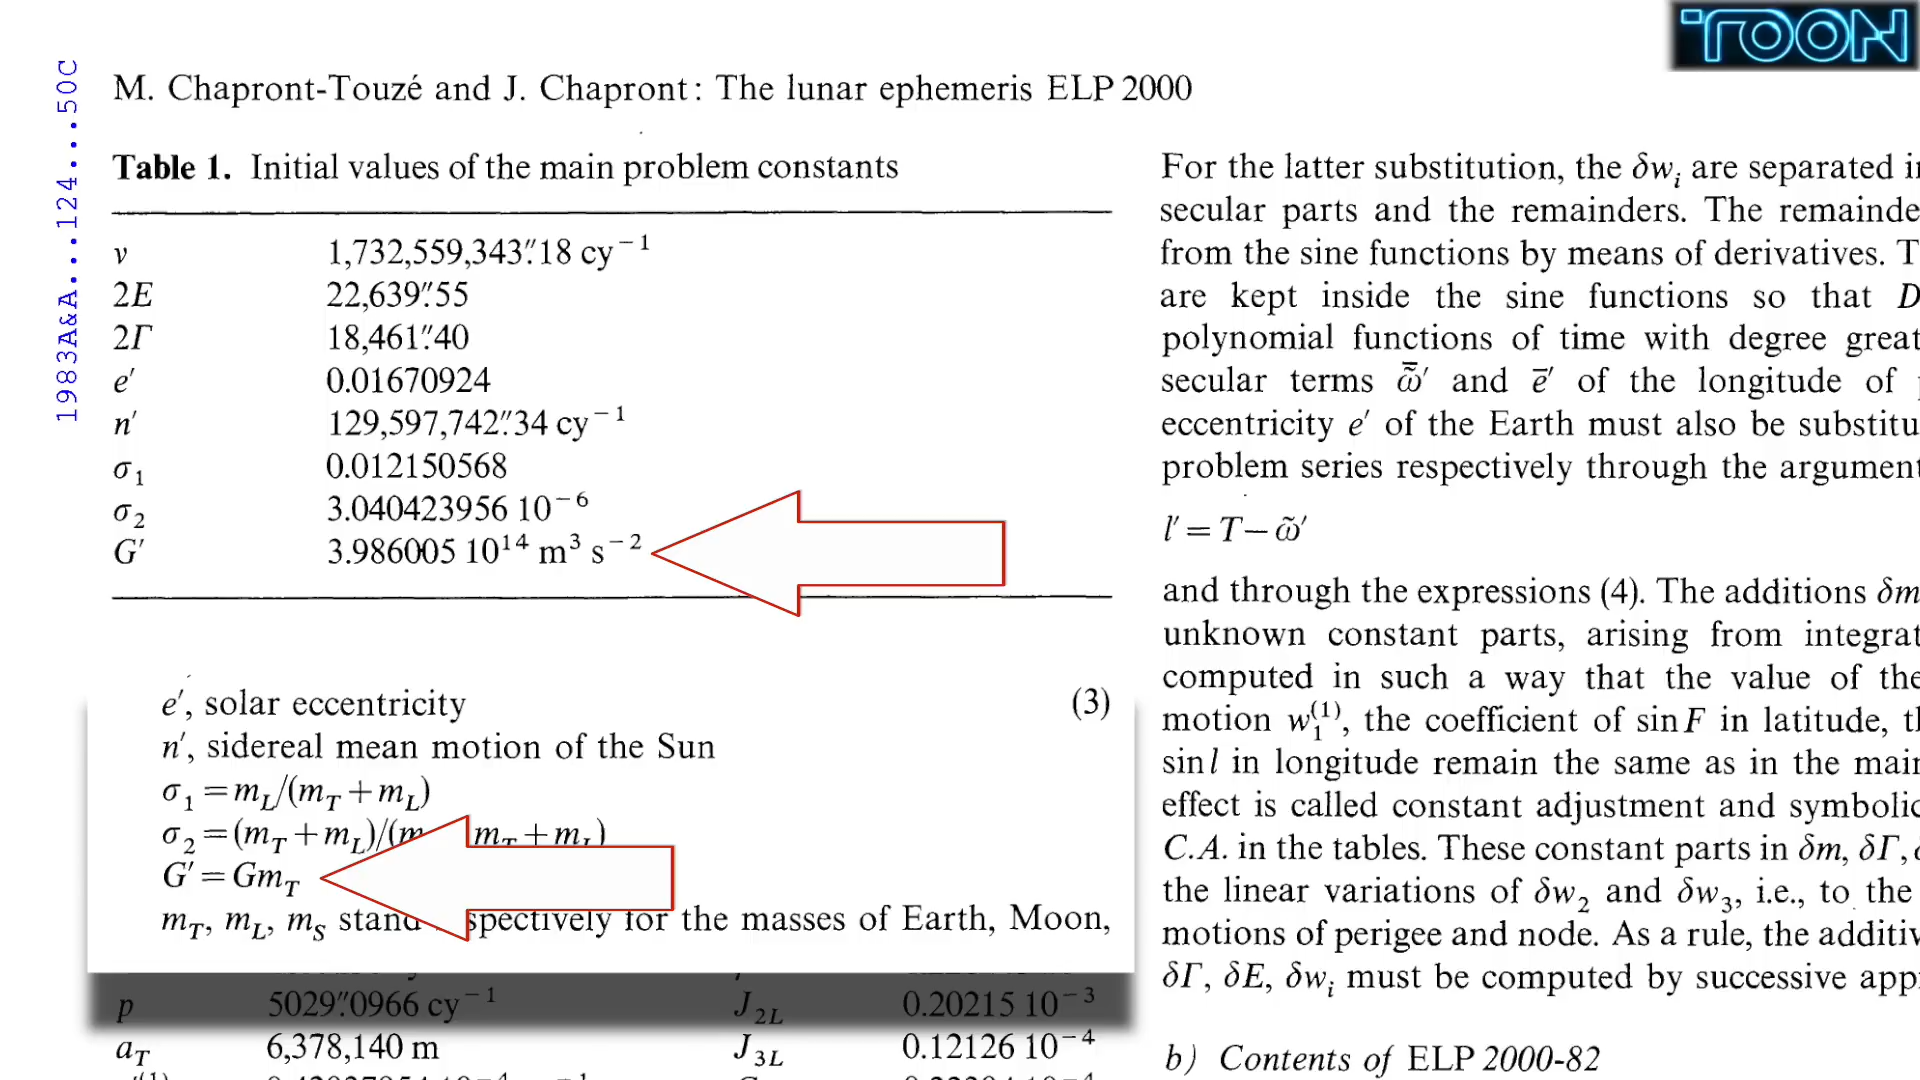 TOON
1983A&A...124...50C
M. Chapront-Touzé and J. Chapront: The lunar ephemeris ELP 2000
Table 1. Initial values of the main problem constants
ν 1,732,559,343″.18 cy⁻¹
2E 22,639″.55
2Γ 18,461″.40
e′ 0.01670924
n′ 129,597,742″.34 cy⁻¹
σ₁ 0.012150568
σ₂ 3.040423956 10⁻⁶
G′ 3.986005 10¹⁴ m³ s⁻²
e′, solar eccentricity (3)
n′, sidereal mean motion of the Sun
σ₁ = m_L/(m_T + m_L)
σ₂ = (m_T + m_L)/(m m_T + m_L)
G′ = Gm_T
m_T, m_L, m_S stand spectively for the masses of Earth, Moon,
p 5029″.0966 cy⁻¹ J₂L 0.20215 10⁻³
a_T 6,378,140 m J₃L 0.12126 10⁻⁴
For the latter substitution, the δw_i are separated i
secular parts and the remainders. The remainde
from the sine functions by means of derivatives. T
are kept inside the sine functions so that D
polynomial functions of time with degree great
secular terms ω̃̄′ and ē′ of the longitude of
eccentricity e′ of the Earth must also be substitu
problem series respectively through the argument
l′ = T − ω̃′
and through the expressions (4). The additions δm
unknown constant parts, arising from integrat
computed in such a way that the value of the
motion w₁⁽¹⁾, the coefficient of sin F in latitude, t
sin l in longitude remain the same as in the main
effect is called constant adjustment and symbolic
C.A. in the tables. These constant parts in δm, δΓ,
the linear variations of δw₂ and δw₃, i.e., to the
motions of perigee and node. As a rule, the additiv
δΓ, δE, δw_i must be computed by successive app
b) Contents of ELP 2000-82